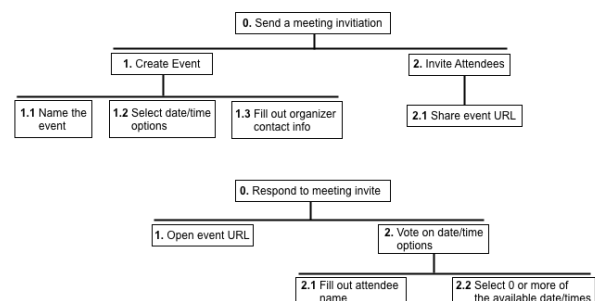 0. Send a meeting invitiation
1. Create Event
2. Invite Attendees
1.1 Name the
event
1.2 Select date/time
options
1.3 Fill out organizer
contact info
2.1 Share event URL
0. Respond to meeting invite
1. Open event URL
2. Vote on date/time
options
2.1 Fill out attendee
name
2.2 Select 0 or more of
the available date/times